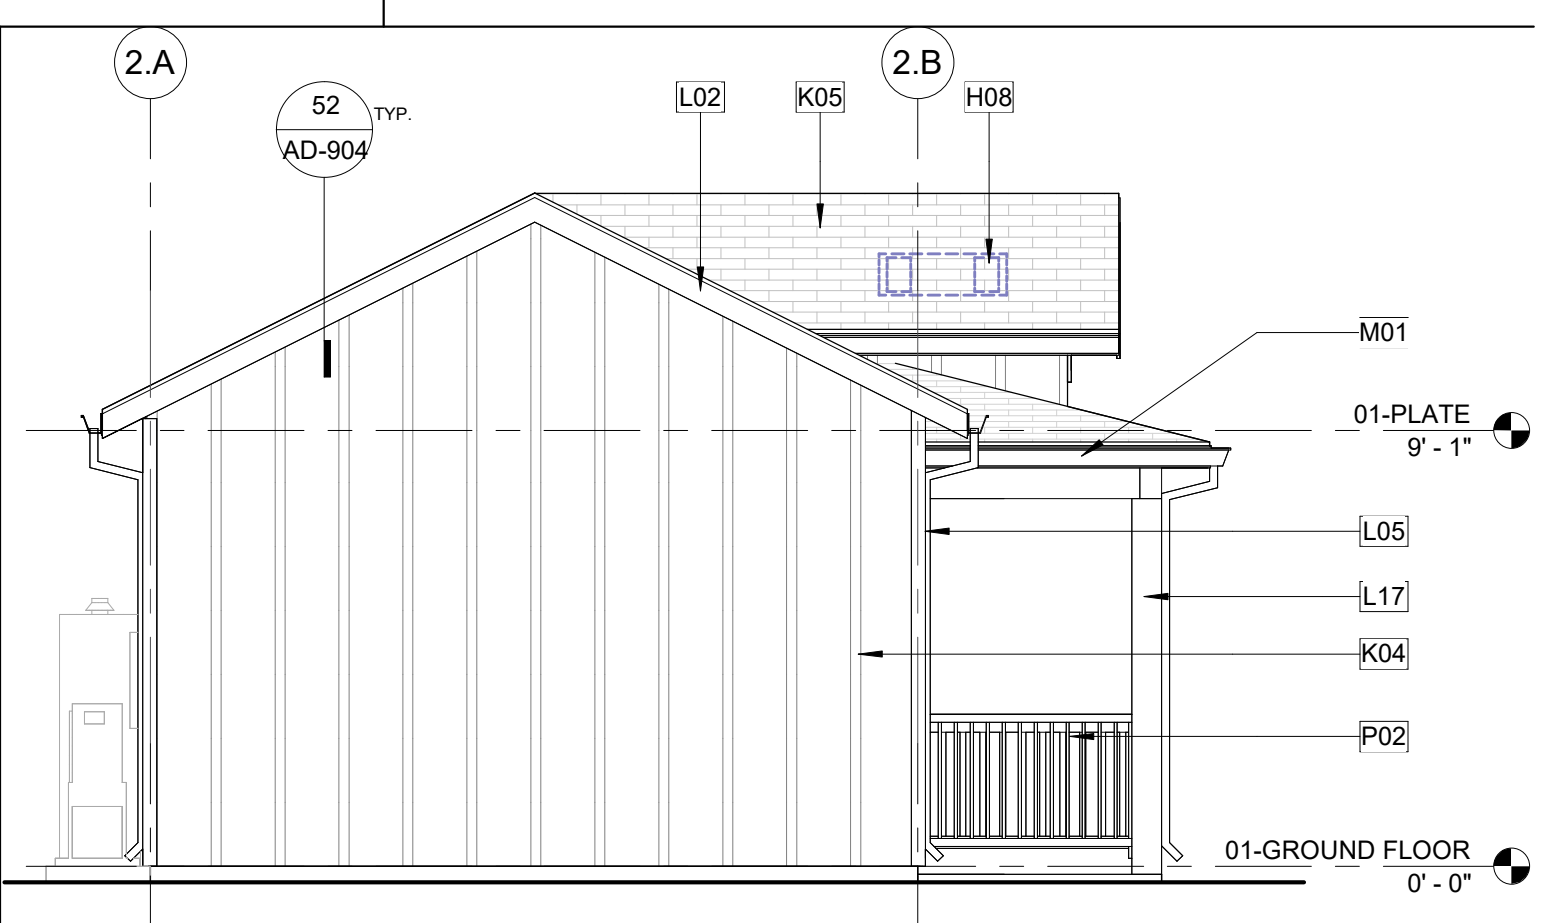 2.A
2.B
52
AD-904
TYP.
L02
K05
H08
M01
01-PLATE
9' - 1"
L05
L17
K04
P02
01-GROUND FLOOR
0' - 0"